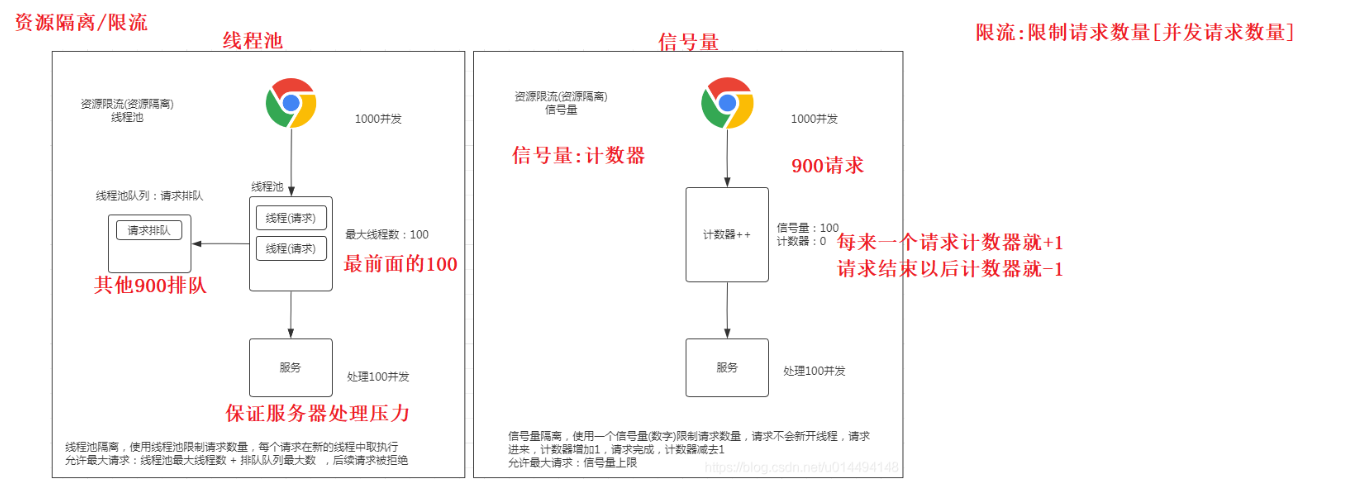 资源隔离/限流
限流:限制请求数量[并发请求数量]
线程池
资源限流(资源隔离)
线程池
1000并发
线程池
线程池队列：请求排队
线程(请求)
请求排队
线程(请求)
最大线程数：100
最前面的100
其他900排队
服务
处理100并发
保证服务器处理压力
线程池隔离，使用线程池限制请求数量，每个请求在新的线程中取执行
允许最大请求：线程池最大线程数 + 排队队列最大数 ，后续请求被拒绝
信号量
资源限流(资源隔离)
信号量
1000并发
信号量:计数器
900请求
计数器++
信号量：100
计数器：0
每来一个请求计数器就+1
请求结束以后计数器就-1
服务
处理100并发
信号量隔离，使用一个信号量(数字)限制请求数量，请求不会新开线程，请求
进来，计数器增加1，请求完成，计数器减去1
允许最大请求：信号量上限
https://blog.csdn.net/u014494148